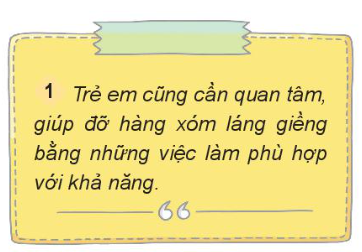 1 Trẻ em cũng cần quan tâm,
giúp đỡ hàng xóm láng giềng
bằng những việc làm phù hợp
với khả năng.